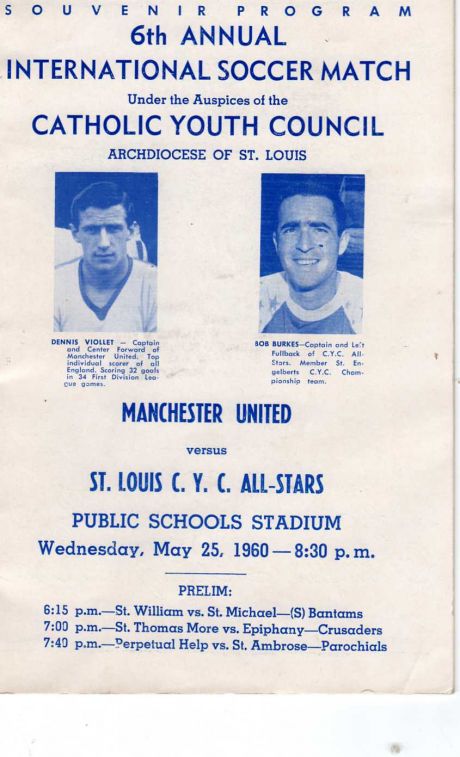 SOUVENIR PROGRAM
6th ANNUAL
INTERNATIONAL SOCCER MATCH
Under the Auspices of the
CATHOLIC YOUTH COUNCIL
ARCHDIOCESE OF ST. LOUIS
DENNIS VIOLLET — Captain
and Center Forward of
Manchester United. Top
individual scorer of all
England. Scoring 32 goals
in 34 First Division Lea-
gue games.
BOB BURKES—Captain and Left
Fullback of C.Y.C. All-
Stars. Member St. En-
gelberts C.Y.C. Cham-
pionship team.
MANCHESTER UNITED
versus
ST. LOUIS C. Y. C. ALL-STARS
PUBLIC SCHOOLS STADIUM
Wednesday, May 25, 1960 — 8:30 p. m.
PRELIM:
6:15 p.m.—St. William vs. St. Michael—(S) Bantams
7:00 p.m.—St. Thomas More vs. Epiphany—Crusaders
7:40 p.m.—Perpetual Help vs. St. Ambrose—Parochials